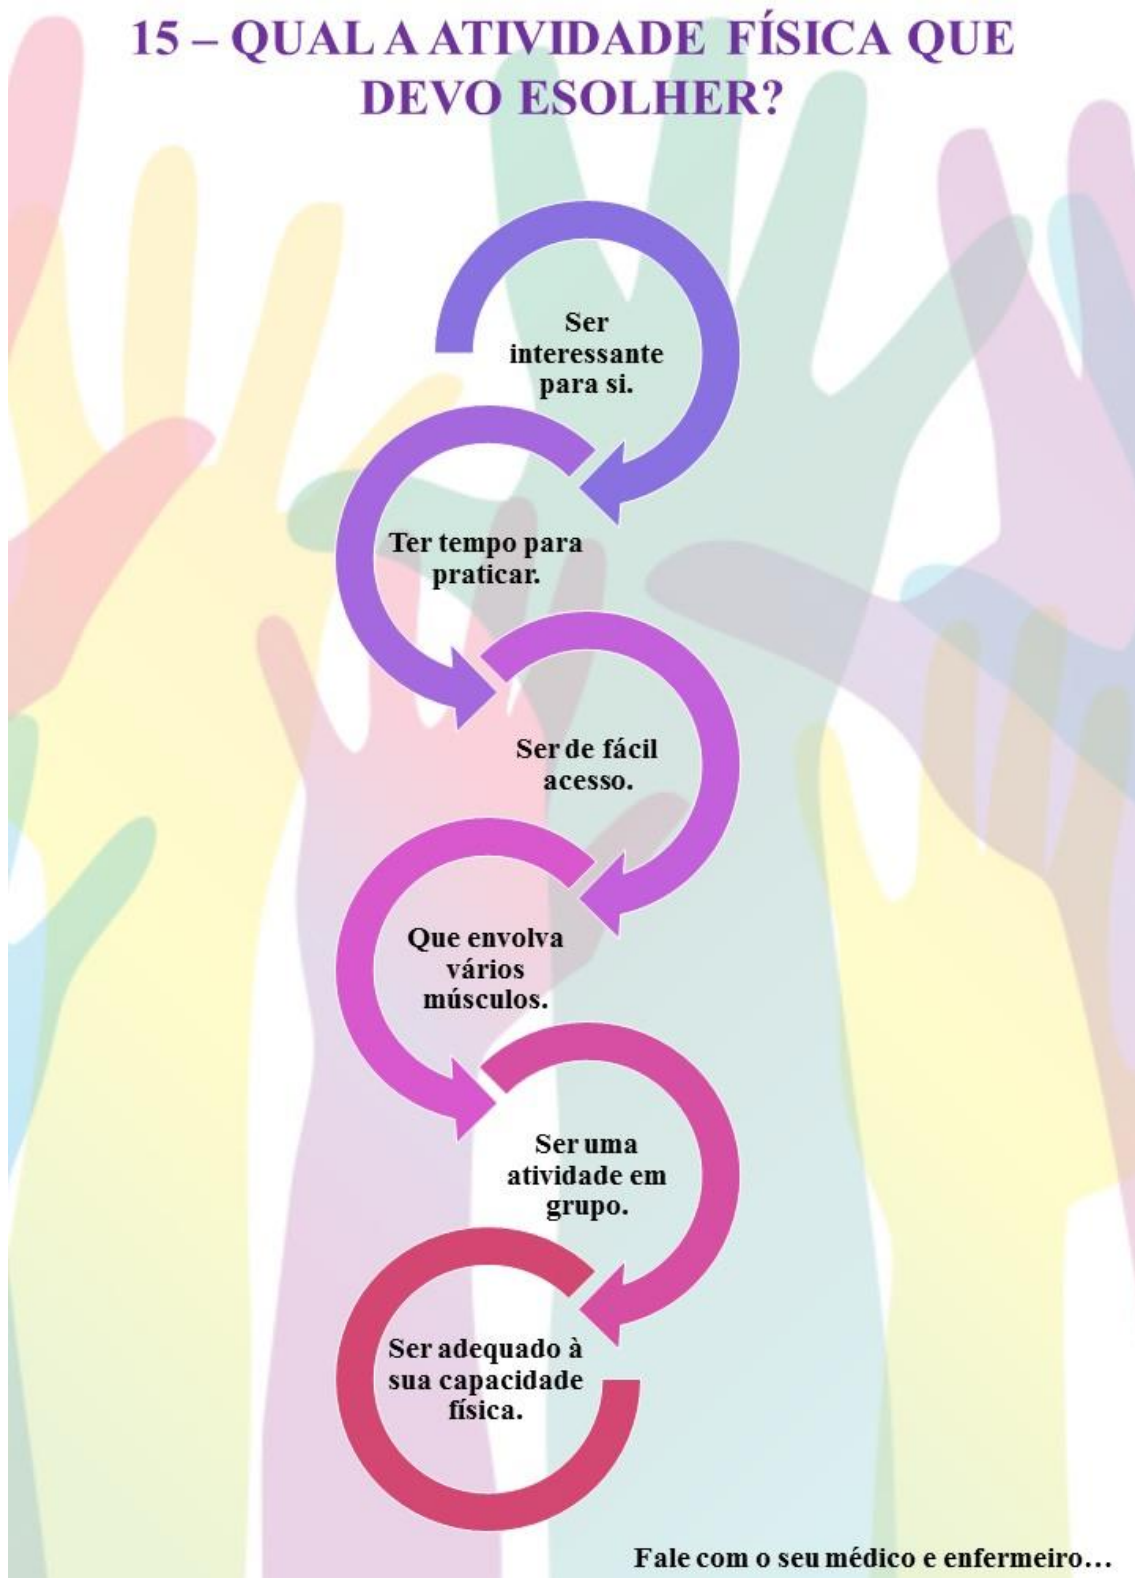 15 – QUAL A ATIVIDADE FÍSICA QUE
DEVO ESOLHER?
Ser
interessante
para si.
Ter tempo para
praticar.
Ser de fácil
acesso.
Que envolva
vários
músculos.
Ser uma
atividade em
grupo.
Ser adequado à
sua capacidade
física.
Fale com o seu médico e enfermeiro…